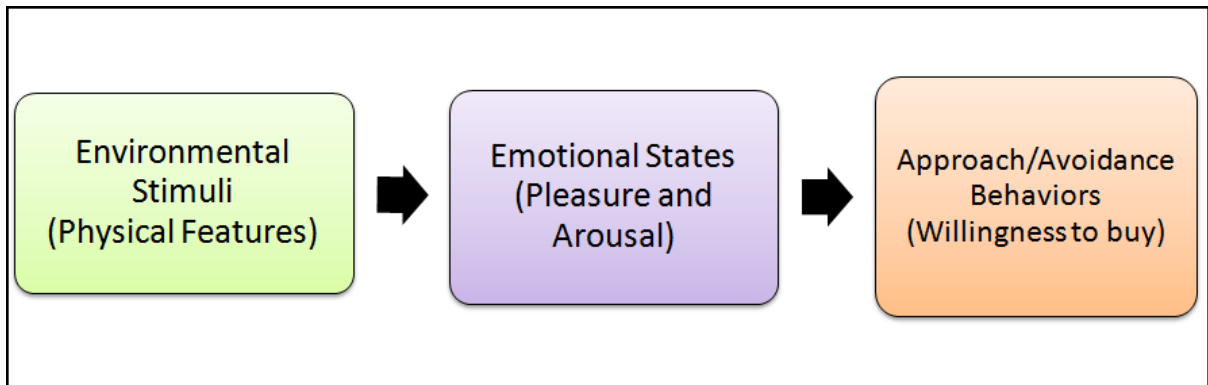 Environmental
Stimuli
(Physical Features)
Emotional States
(Pleasure and
Arousal)
Approach/Avoidance
Behaviors
(Willingness to buy)